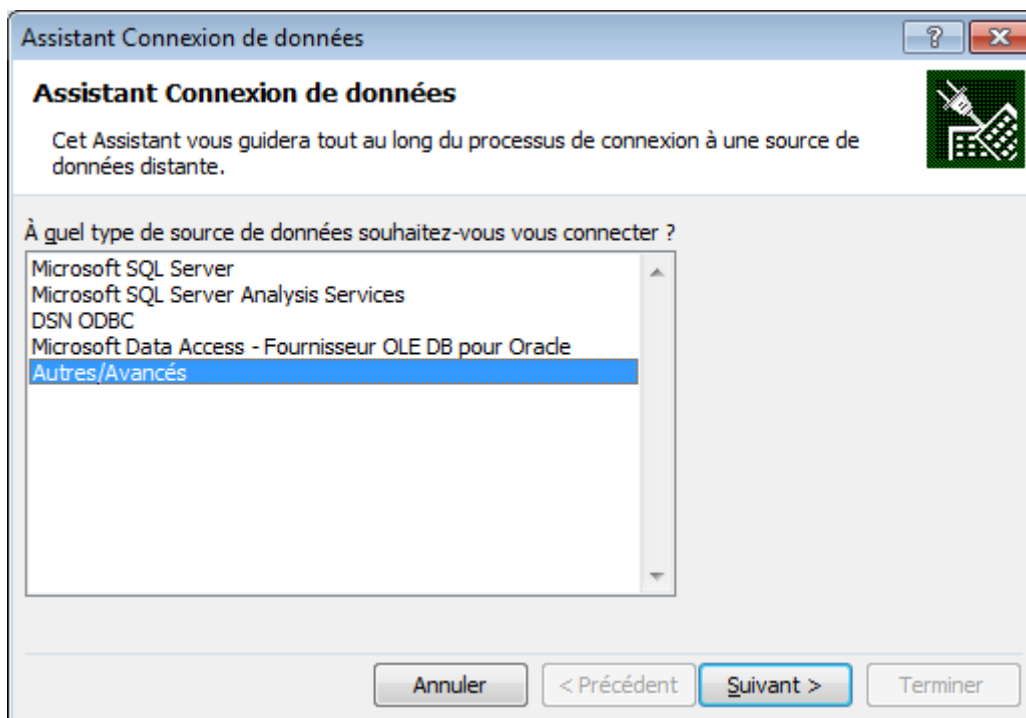 Assistant Connexion de données
Assistant Connexion de données
Cet Assistant vous guidera tout au long du processus de connexion à une source de
données distante.
À quel type de source de données souhaitez-vous vous connecter ?
Microsoft SQL Server
Microsoft SQL Server Analysis Services
DSN ODBC
Microsoft Data Access - Fournisseur OLE DB pour Oracle
Autres/Avancés
Annuler
< Précédent
Suivant >
Terminer